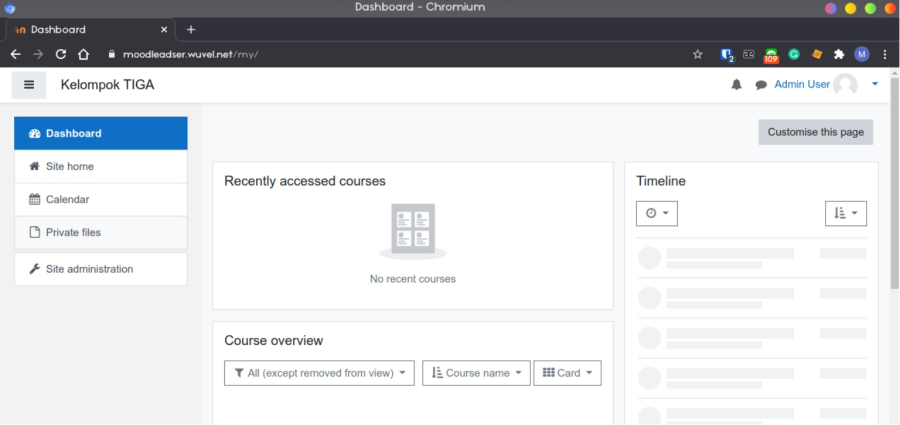 Dashboard - Chromium
Dashboard
moodleadser.wuvel.net/my/
2
109
M
Kelompok TIGA
Admin User
Dashboard
Site home
Calendar
Private files
Site administration
Customise this page
Recently accessed courses
No recent courses
Timeline
Course overview
All (except removed from view)
Course name
Card